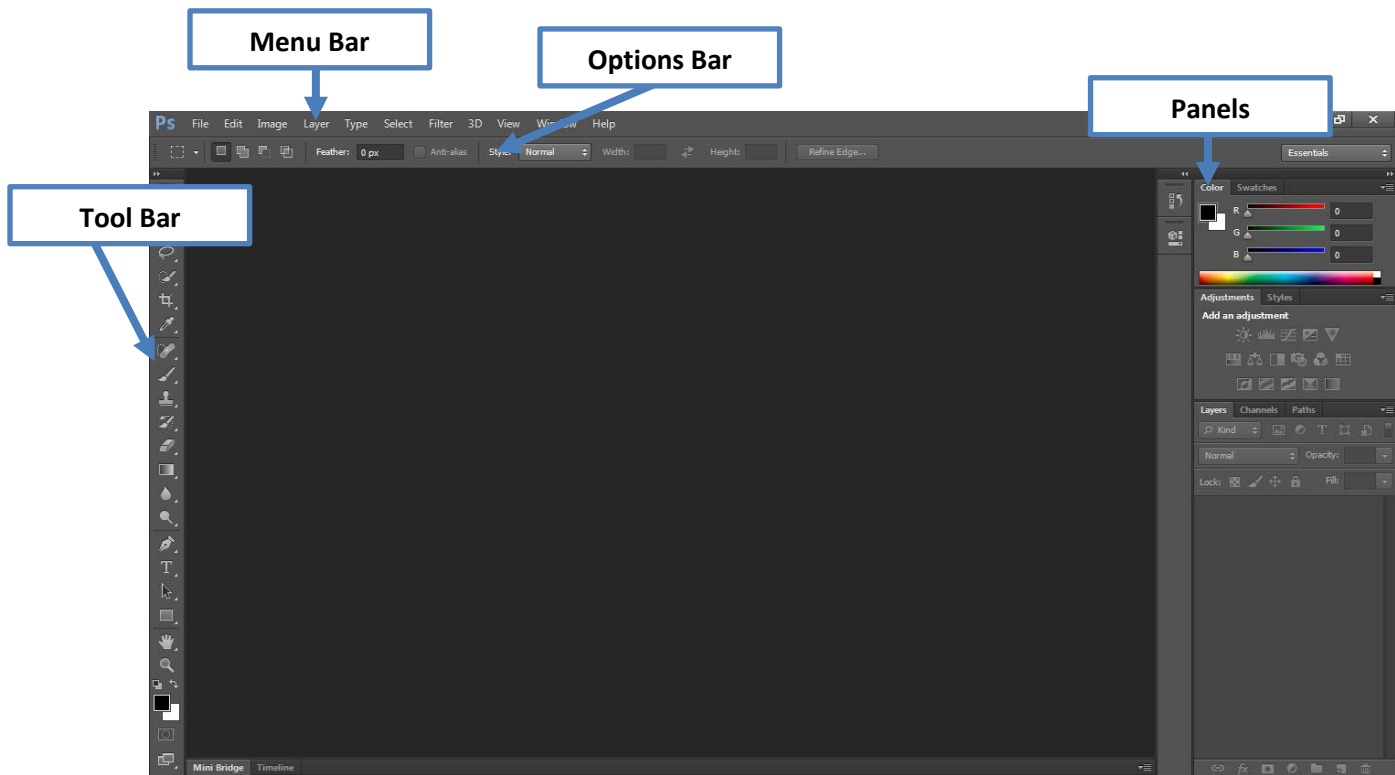 Menu Bar
Options Bar
Panels
Ps File Edit Image Layer Type Select Filter 3D View Window Help
Feather: 0 px Anti-alias Style: Normal Width: Height: Refine Edge... Essentials
Tool Bar
Color Swatches
R 0
G 0
B 0
Adjustments Styles
Add an adjustment
Layers Channels Paths
Kind
Normal Opacity:
Lock: Fill:
Mini Bridge Timeline